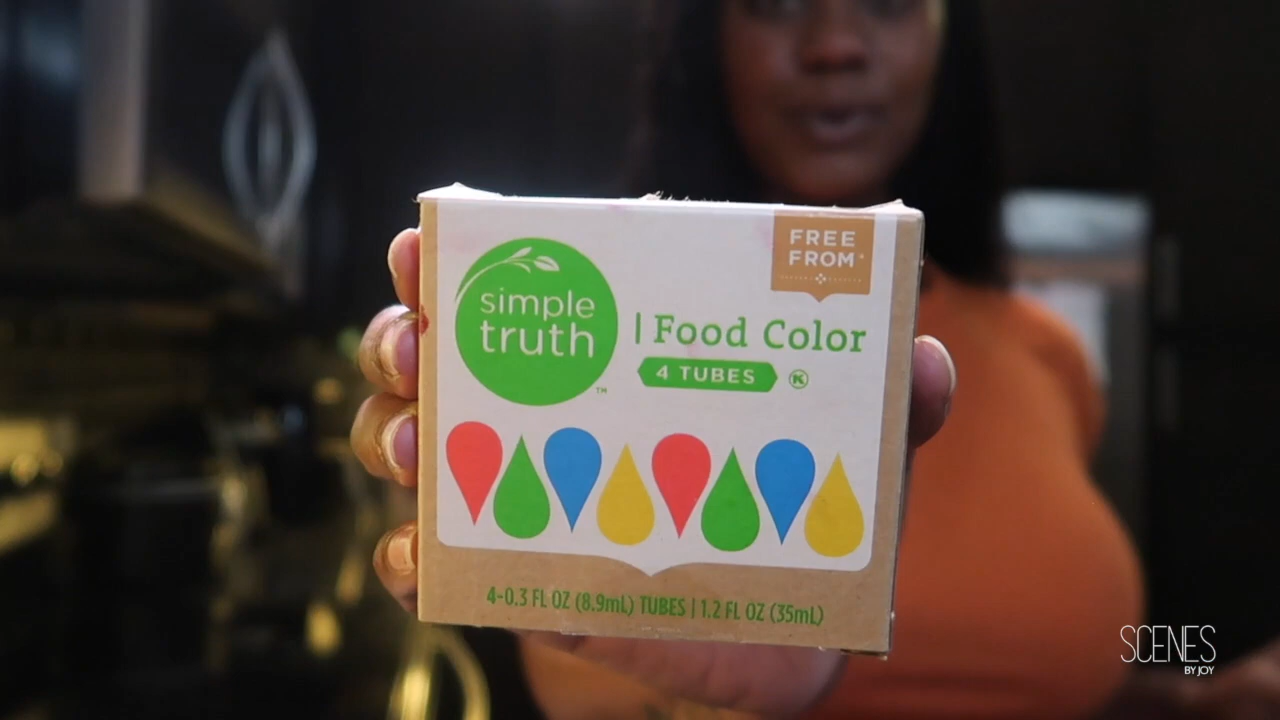 simple
truth
™
| Food Color
4 TUBES
K
FREE
FROM*
4-0.3 FL OZ (8.9mL) TUBES | 1.2 FL OZ (35mL)
SCENES
BY JOY